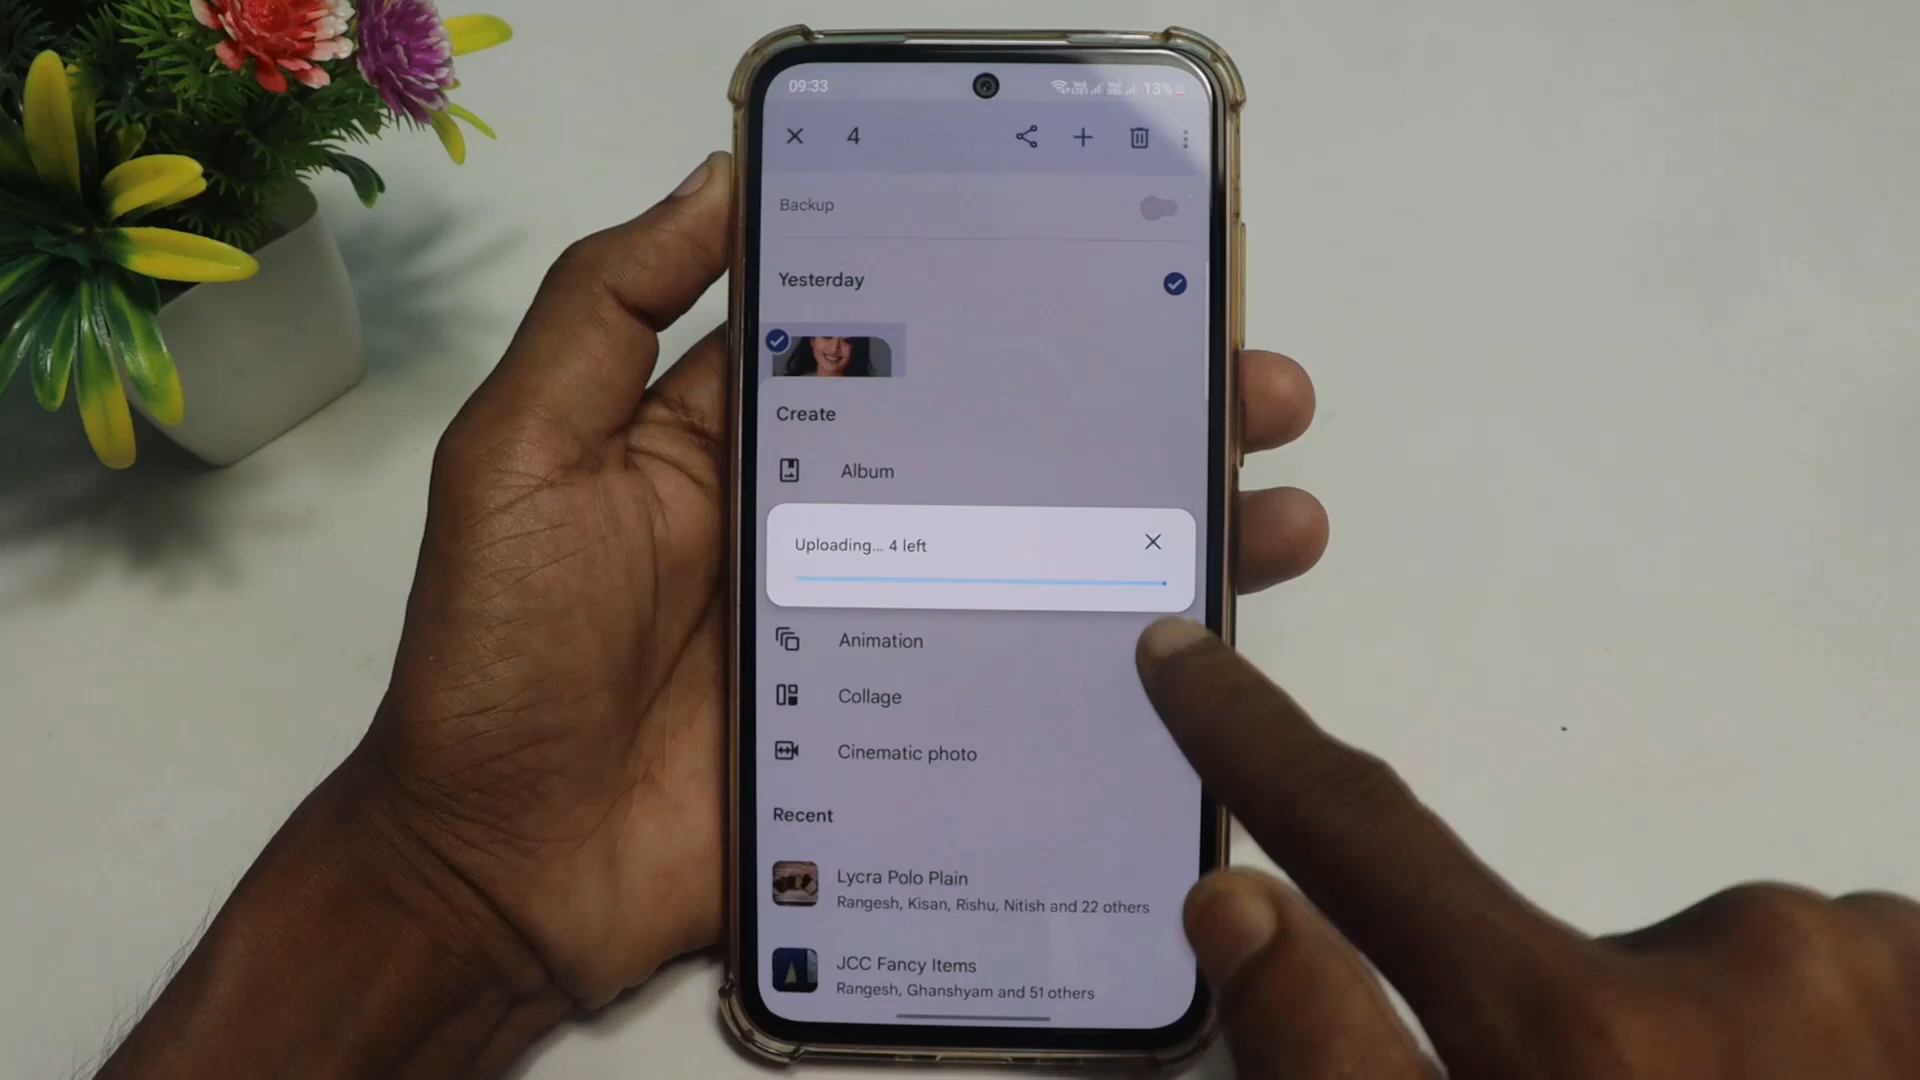 09:33
13%
4
Backup
Yesterday
Create
Album
Uploading... 4 left
Animation
Collage
Cinematic photo
Recent
Lycra Polo Plain
Rangesh, Kisan, Rishu, Nitish and 22 others
JCC Fancy Items
Rangesh, Ghanshyam and 51 others